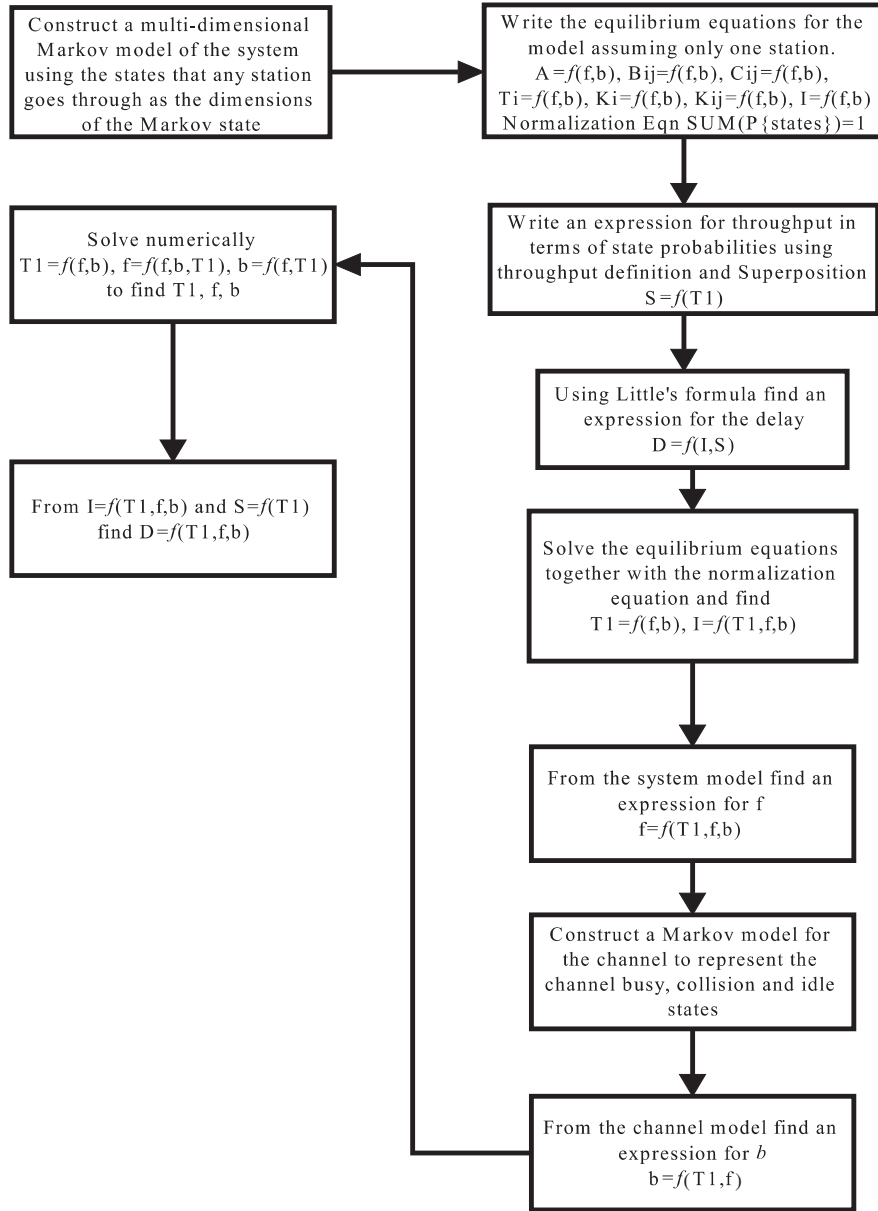 Construct a multi-dimensional
Markov model of the system
using the states that any station
goes through as the dimensions
of the Markov state
Write the equilibrium equations for the
model assuming only one station.
A=f(f,b), Bij=f(f,b), Cij=f(f,b),
Ti=f(f,b), Ki=f(f,b), Kij=f(f,b), I=f(f,b)
Normalization Eqn SUM(P{states})=1
Write an expression for throughput in
terms of state probabilities using
throughput definition and Superposition
S=f(T1)
Using Little's formula find an
expression for the delay
D=f(I,S)
Solve the equilibrium equations
together with the normalization
equation and find
T1=f(f,b), I=f(T1,f,b)
From the system model find an
expression for f
f=f(T1,f,b)
Construct a Markov model for
the channel to represent the
channel busy, collision and idle
states
From the channel model find an
expression for b
b=f(T1,f)
Solve numerically
T1=f(f,b), f=f(f,b,T1), b=f(f,T1)
to find T1, f, b
From I=f(T1,f,b) and S=f(T1)
find D=f(T1,f,b)